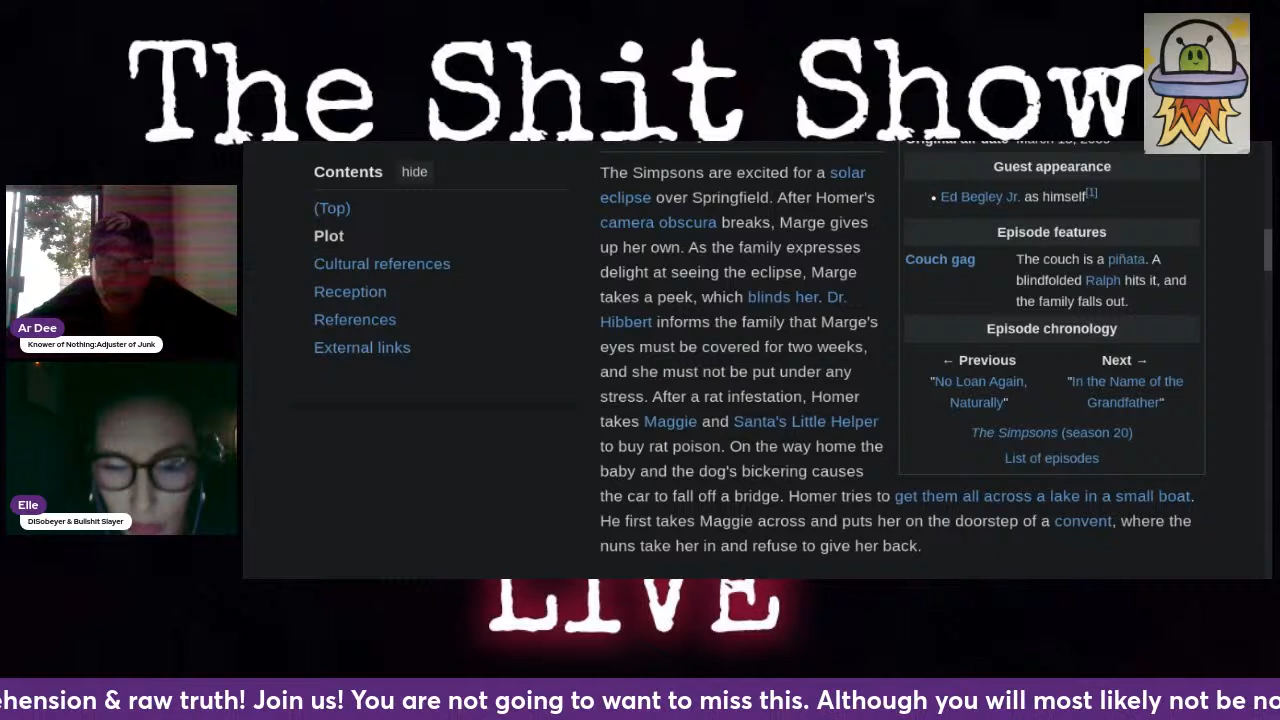 The Shit Show
Original air date March 15, 2009
Contents hide
(Top)
Plot
Cultural references
Reception
References
External links
The Simpsons are excited for a solar
eclipse over Springfield. After Homer's
camera obscura breaks, Marge gives
up her own. As the family expresses
delight at seeing the eclipse, Marge
takes a peek, which blinds her. Dr.
Hibbert informs the family that Marge's
eyes must be covered for two weeks,
and she must not be put under any
stress. After a rat infestation, Homer
takes Maggie and Santa's Little Helper
to buy rat poison. On the way home the
baby and the dog's bickering causes
the car to fall off a bridge. Homer tries to get them all across a lake in a small boat.
He first takes Maggie across and puts her on the doorstep of a convent, where the
nuns take her in and refuse to give her back.
Guest appearance
• Ed Begley Jr. as himself[1]
Episode features
Couch gag The couch is a piñata. A
blindfolded Ralph hits it, and
the family falls out.
Episode chronology
← Previous Next →
"No Loan Again, "In the Name of the
Naturally" Grandfather"
The Simpsons (season 20)
List of episodes
Ar Dee
Knower of Nothing:Adjuster of Junk
Elle
DISobeyer & Bullshit Slayer
LIVE
ehension & raw truth! Join us! You are not going to want to miss this. Although you will most likely not be no